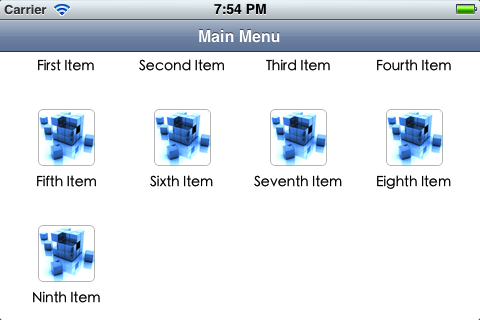 Carrier 7:54 PM
Main Menu
First Item Second Item Third Item Fourth Item
Fifth Item Sixth Item Seventh Item Eighth Item
Ninth Item